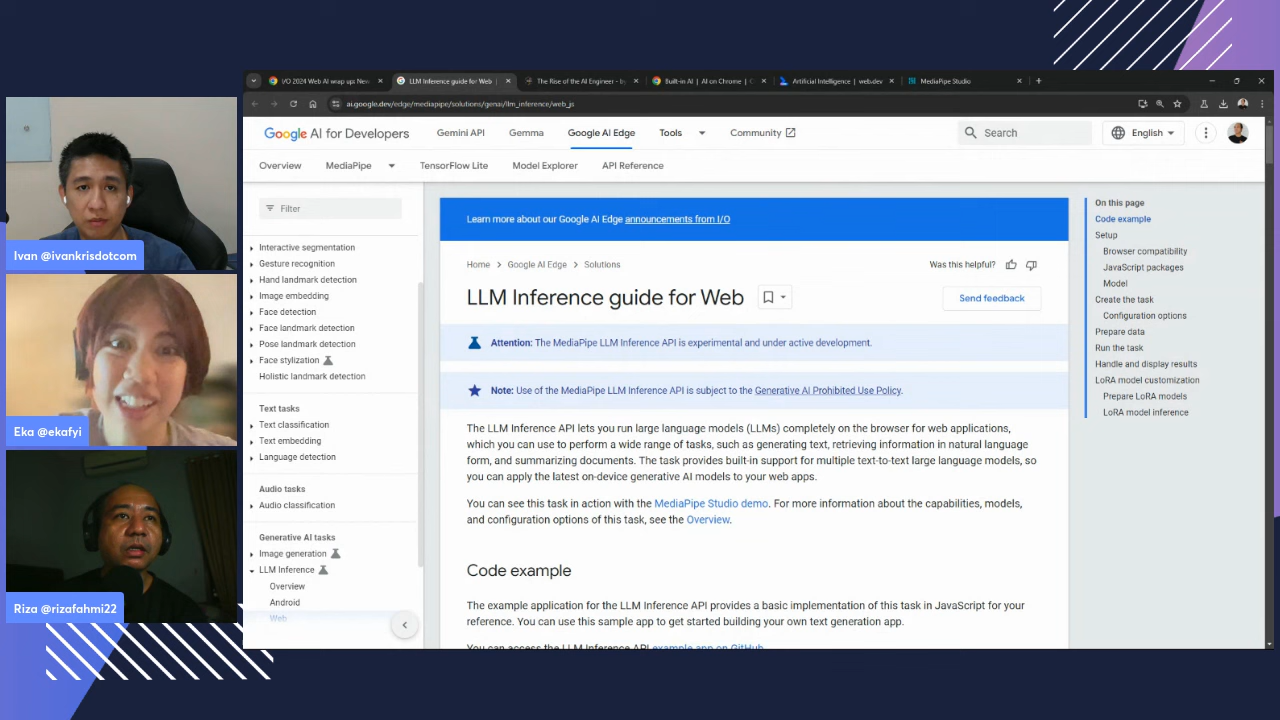 I/O 2024 Web AI wrap up: New
LLM Inference guide for Web
The Rise of the AI Engineer - by
Built-in AI | AI on Chrome | C
Artificial Intelligence | web.dev
MediaPipe Studio
ai.google.dev/edge/mediapipe/solutions/genai/llm_inference/web_js
Google AI for Developers
Gemini API
Gemma
Google AI Edge
Tools
Community
Search
English
Overview
MediaPipe
TensorFlow Lite
Model Explorer
API Reference
Ivan @ivankrisdotcom
Eka @ekafyi
Riza @rizafahmi22
Filter
Interactive segmentation
Gesture recognition
Hand landmark detection
Image embedding
Face detection
Face landmark detection
Pose landmark detection
Face stylization
Holistic landmark detection
Text tasks
Text classification
Text embedding
Language detection
Audio tasks
Audio classification
Generative AI tasks
Image generation
LLM Inference
Overview
Android
Web
Learn more about our Google AI Edge announcements from I/O
Home > Google AI Edge > Solutions
Was this helpful?
LLM Inference guide for Web
Send feedback
Attention: The MediaPipe LLM Inference API is experimental and under active development.
Note: Use of the MediaPipe LLM Inference API is subject to the Generative AI Prohibited Use Policy.
The LLM Inference API lets you run large language models (LLMs) completely on the browser for web applications,
which you can use to perform a wide range of tasks, such as generating text, retrieving information in natural language
form, and summarizing documents. The task provides built-in support for multiple text-to-text large language models, so
you can apply the latest on-device generative AI models to your web apps.
You can see this task in action with the MediaPipe Studio demo. For more information about the capabilities, models,
and configuration options of this task, see the Overview.
Code example
The example application for the LLM Inference API provides a basic implementation of this task in JavaScript for your
reference. You can use this sample app to get started building your own text generation app.
You can access the LLM Inference API example app on GitHub.
On this page
Code example
Setup
Browser compatibility
JavaScript packages
Model
Create the task
Configuration options
Prepare data
Run the task
Handle and display results
LoRA model customization
Prepare LoRA models
LoRA model inference